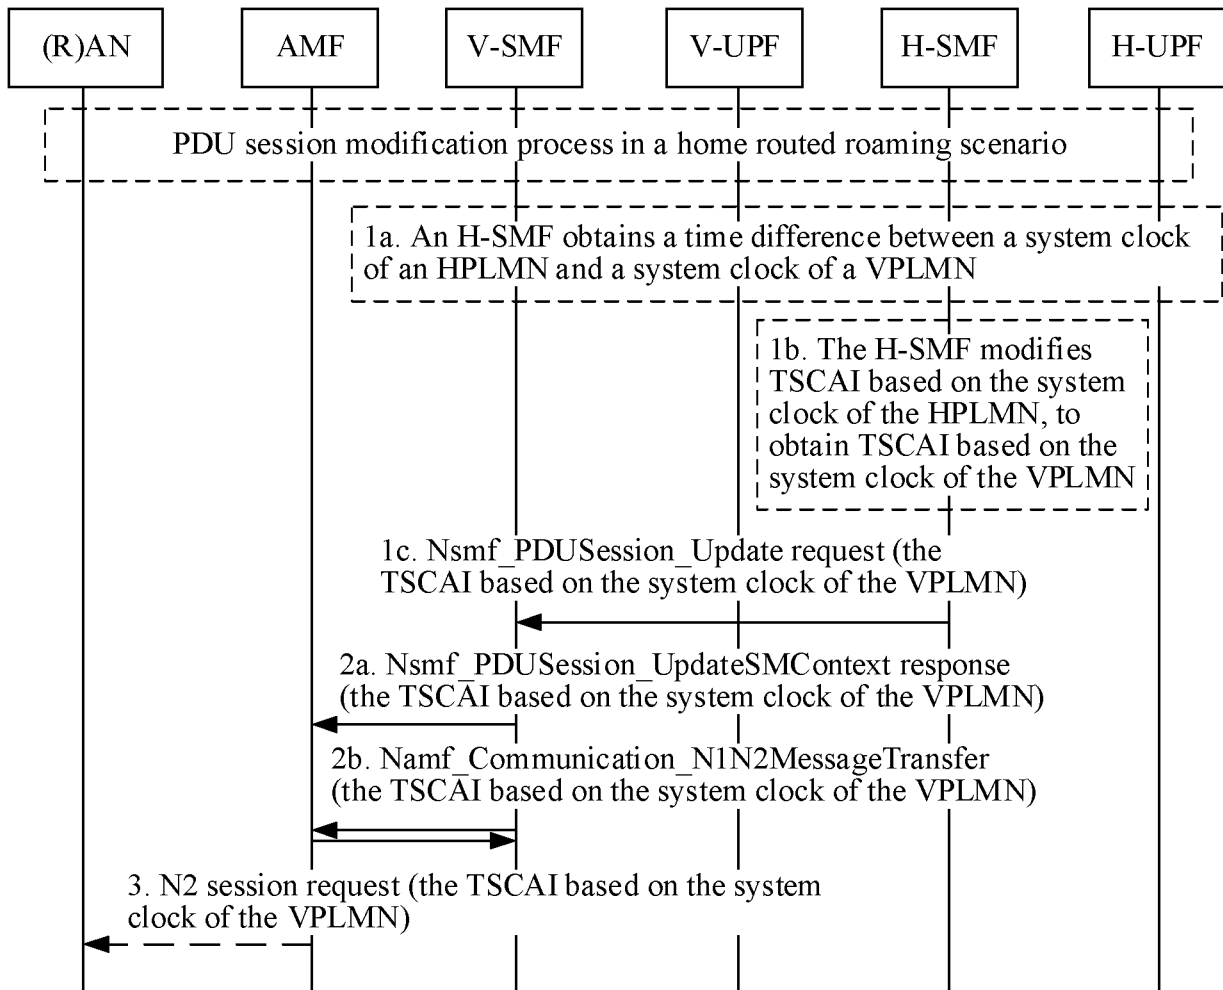 (R)AN
AMF
V-SMF
V-UPF
H-SMF
H-UPF
PDU session modification process in a home routed roaming scenario
1a. An H-SMF obtains a time difference between a system clock
of an HPLMN and a system clock of a VPLMN
1b. The H-SMF modifies
TSCAI based on the system
clock of the HPLMN, to
obtain TSCAI based on the
system clock of the VPLMN
1c. Nsmf_PDUSession_Update request (the
TSCAI based on the system clock of the VPLMN)
2a. Nsmf_PDUSession_UpdateSMContext response
(the TSCAI based on the system clock of the VPLMN)
2b. Namf_Communication_N1N2MessageTransfer
(the TSCAI based on the system clock of the VPLMN)
3. N2 session request (the TSCAI based on the system
clock of the VPLMN)